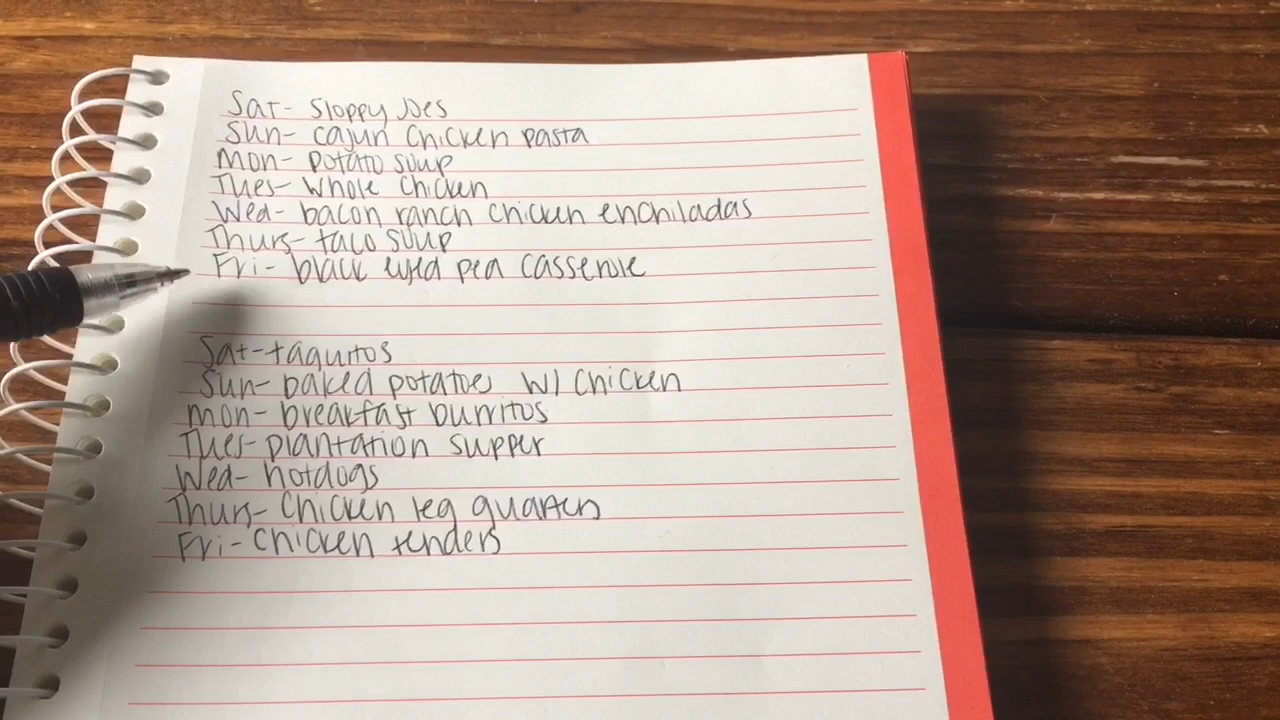 Sat- Sloppy Joes
Sun- cajun chicken pasta
Mon- potato soup
Tues- whole chicken
Wed- bacon ranch chicken enchiladas
Thurs- taco soup
Fri- black eyed pea casserole
Sat- taquitos
Sun- baked potatoes w/ chicken
Mon- breakfast burritos
Tues- plantation supper
Wed- hotdogs
Thurs- chicken leg quarters
Fri- chicken tenders